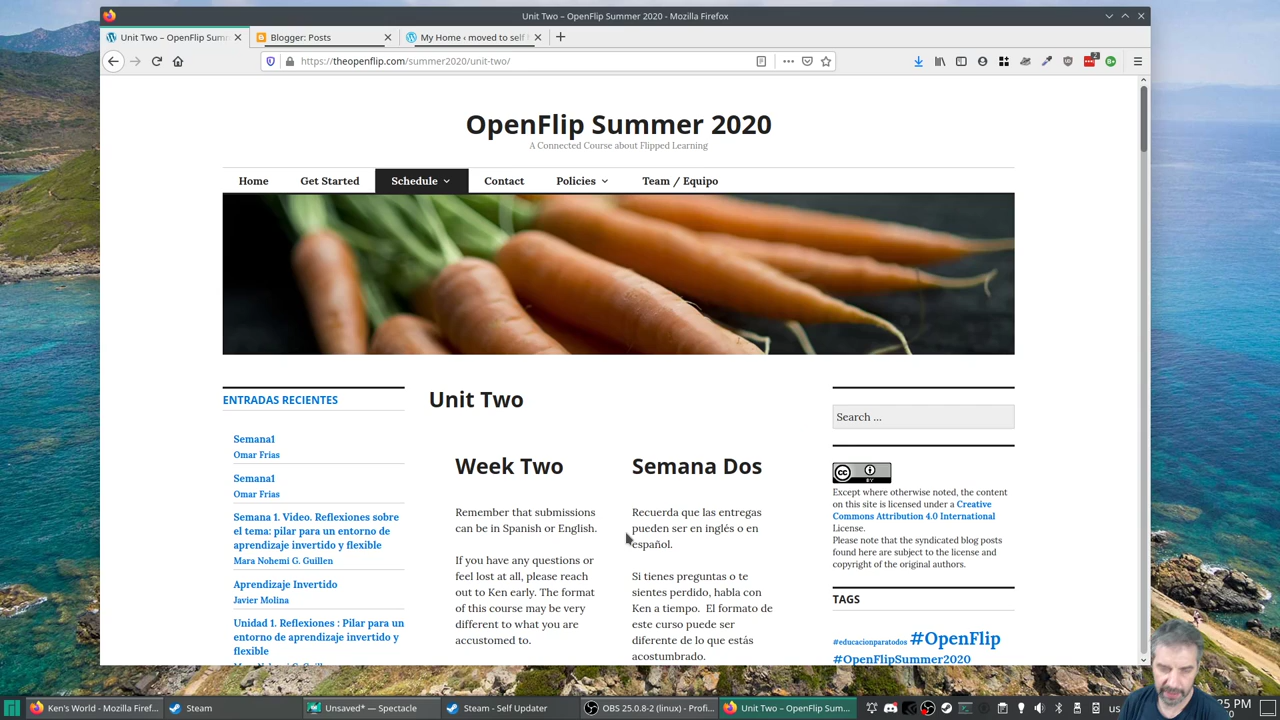 Unit Two – OpenFlip Summer 2020 - Mozilla Firefox
Unit Two – OpenFlip Sum
Blogger: Posts
My Home ‹ moved to self
https://theopenflip.com/summer2020/unit-two/
OpenFlip Summer 2020
A Connected Course about Flipped Learning
Home
Get Started
Schedule
Contact
Policies
Team / Equipo
ENTRADAS RECIENTES
Semana1
Omar Frias
Semana1
Omar Frias
Semana 1. Video. Reflexiones sobre
el tema: pilar para un entorno de
aprendizaje invertido y flexible
Mara Nohemi G. Guillen
Aprendizaje Invertido
Javier Molina
Unidad 1. Reflexiones : Pilar para un
entorno de aprendizaje invertido y
flexible
Unit Two
Week Two
Remember that submissions
can be in Spanish or English.
If you have any questions or
feel lost at all, please reach
out to Ken early. The format
of this course may be very
different to what you are
accustomed to.
Semana Dos
Recuerda que las entregas
pueden ser en inglés o en
español.
Si tienes preguntas o te
sientes perdido, habla con
Ken a tiempo. El formato de
este curso puede ser
diferente de lo que estás
acostumbrado.
Search ...
cc BY
Except where otherwise noted, the content
on this site is licensed under a Creative
Commons Attribution 4.0 International
License.
Please note that the syndicated blog posts
found here are subject to the license and
copyright of the original authors.
TAGS
#educacionparatodos #OpenFlip
#OpenFlipSummer2020
Ken's World - Mozilla Firef...
Steam
Unsaved* — Spectacle
Steam - Self Updater
OBS 25.0.8-2 (linux) - Profi...
Unit Two – OpenFlip Sum...
us
25 PM